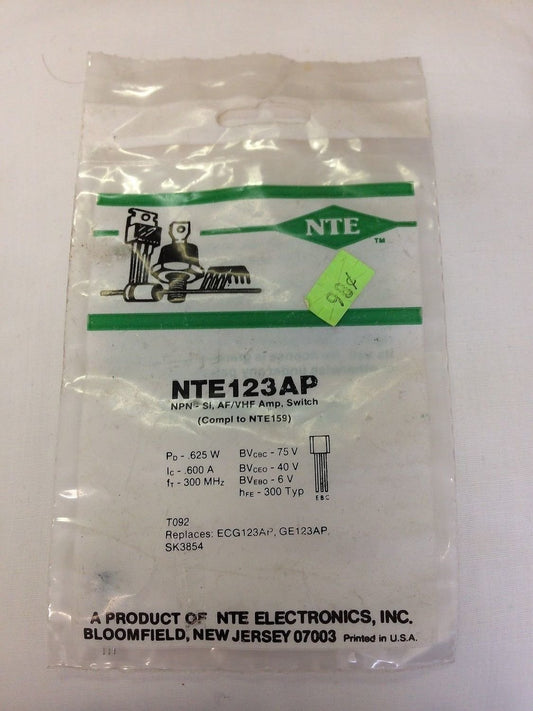 NTE
TM
98¢
NTE123AP
NPN - Si, AF/VHF Amp, Switch
(Compl to NTE159)
PD - .625 W
IC - .600 A
fT - 300 MHz
BVCBC - 75 V
BVCEO - 40 V
BVEBO - 6 V
hFE - 300 Typ
EBC
T092
Replaces: ECG123AP, GE123AP,
SK3854
A PRODUCT OF NTE ELECTRONICS, INC.
BLOOMFIELD, NEW JERSEY 07003 Printed in U.S.A.